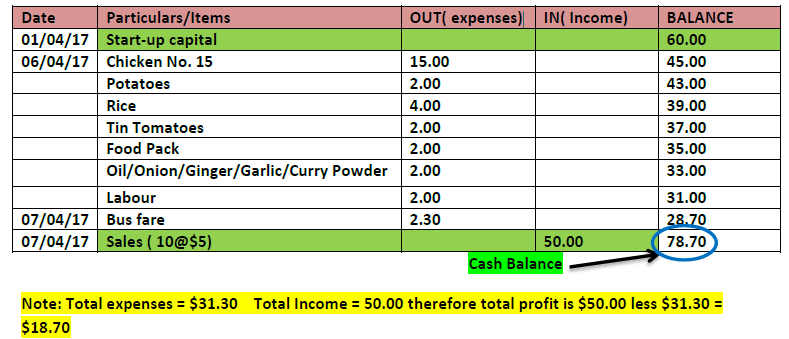 Date Particulars/Items OUT( expenses) IN( Income) BALANCE
01/04/17 Start-up capital 60.00
06/04/17 Chicken No. 15 15.00 45.00
Potatoes 2.00 43.00
Rice 4.00 39.00
Tin Tomatoes 2.00 37.00
Food Pack 2.00 35.00
Oil/Onion/Ginger/Garlic/Curry Powder 2.00 33.00
Labour 2.00 31.00
07/04/17 Bus fare 2.30 28.70
07/04/17 Sales ( 10@$5) 50.00 78.70
Cash Balance
Note: Total expenses = $31.30 Total Income = 50.00 therefore total profit is $50.00 less $31.30 =
$18.70